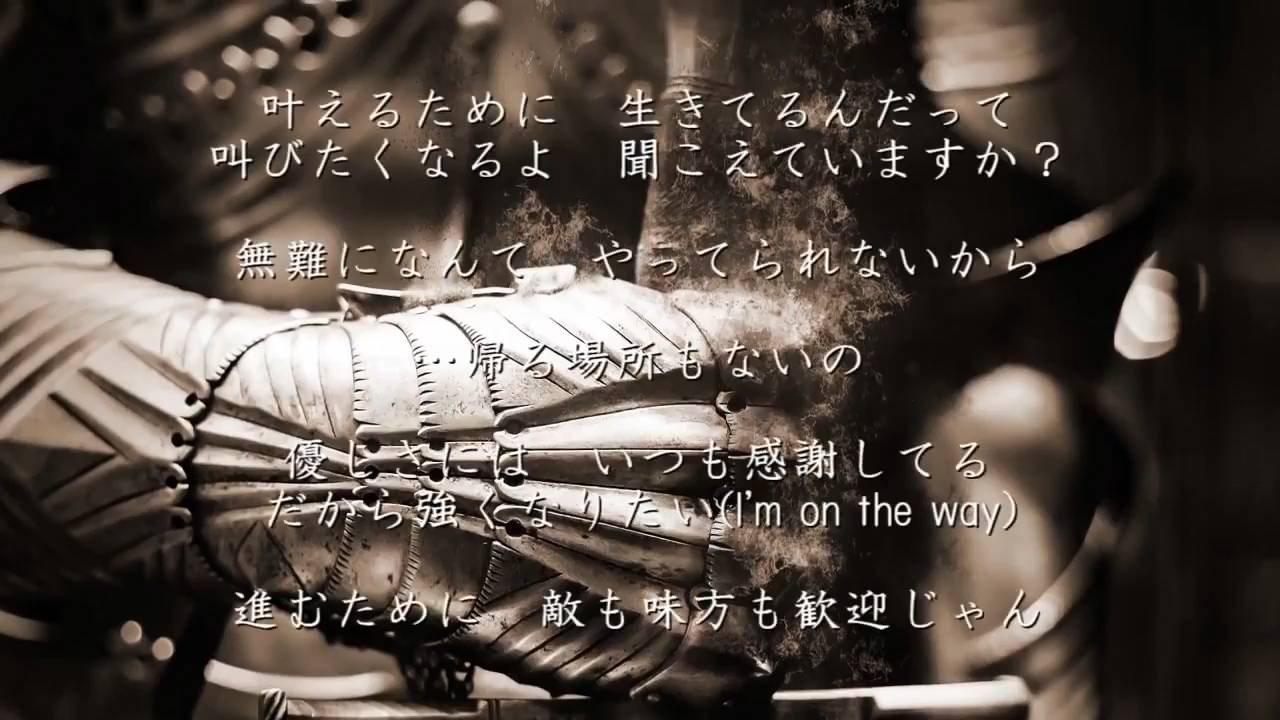 叶えるために　生きてるんだって
叫びたくなるよ　聞こえていますか？
無難になんて　やってられないから
…帰る場所もないの
優しさには　いつも感謝してる
だから強くなりたい(I'm on the way)
進むために　敵も味方も歓迎じゃん